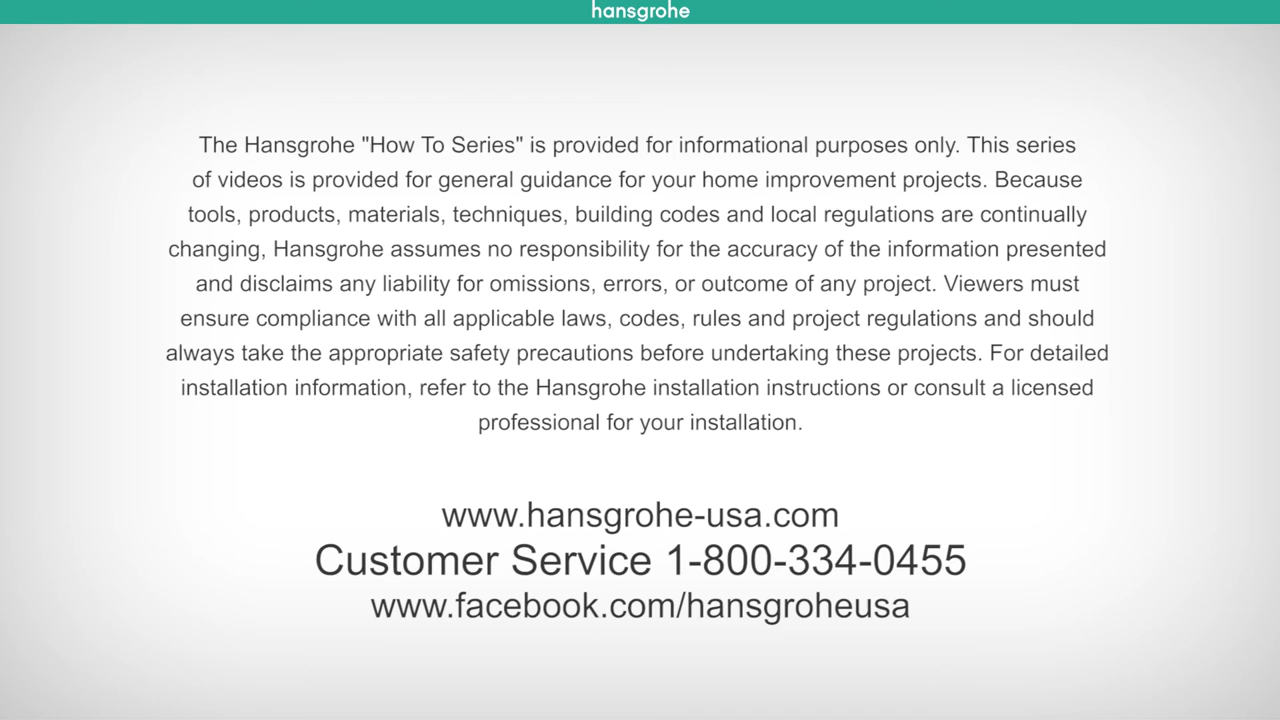 hansgrohe
The Hansgrohe "How To Series" is provided for informational purposes only. This series
of videos is provided for general guidance for your home improvement projects. Because
tools, products, materials, techniques, building codes and local regulations are continually
changing, Hansgrohe assumes no responsibility for the accuracy of the information presented
and disclaims any liability for omissions, errors, or outcome of any project. Viewers must
ensure compliance with all applicable laws, codes, rules and project regulations and should
always take the appropriate safety precautions before undertaking these projects. For detailed
installation information, refer to the Hansgrohe installation instructions or consult a licensed
professional for your installation.
www.hansgrohe-usa.com
Customer Service 1-800-334-0455
www.facebook.com/hansgroheusa